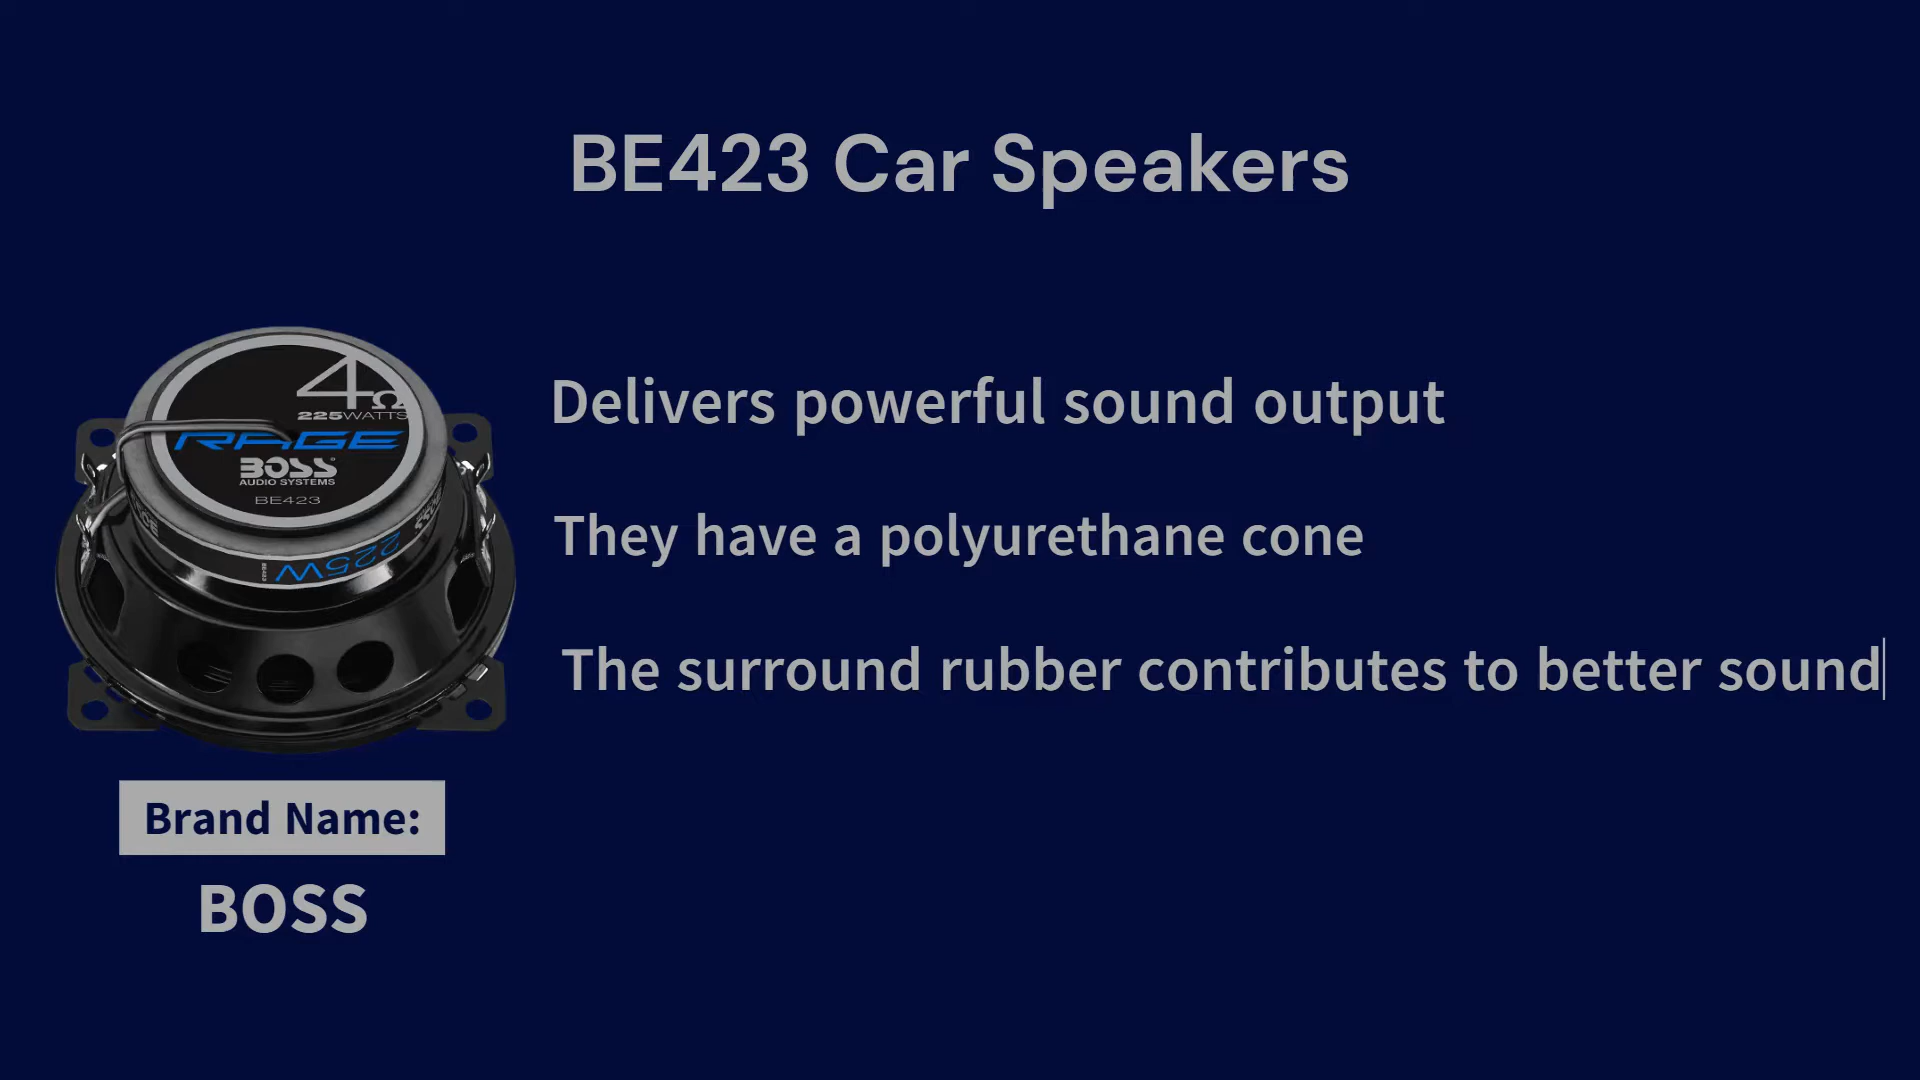 BE423 Car Speakers
4Ω
225WATTS
RAGE
BOSS
AUDIO SYSTEMS
BE423
225W
BE423
Delivers powerful sound output
They have a polyurethane cone
The surround rubber contributes to better sound
Brand Name:
BOSS